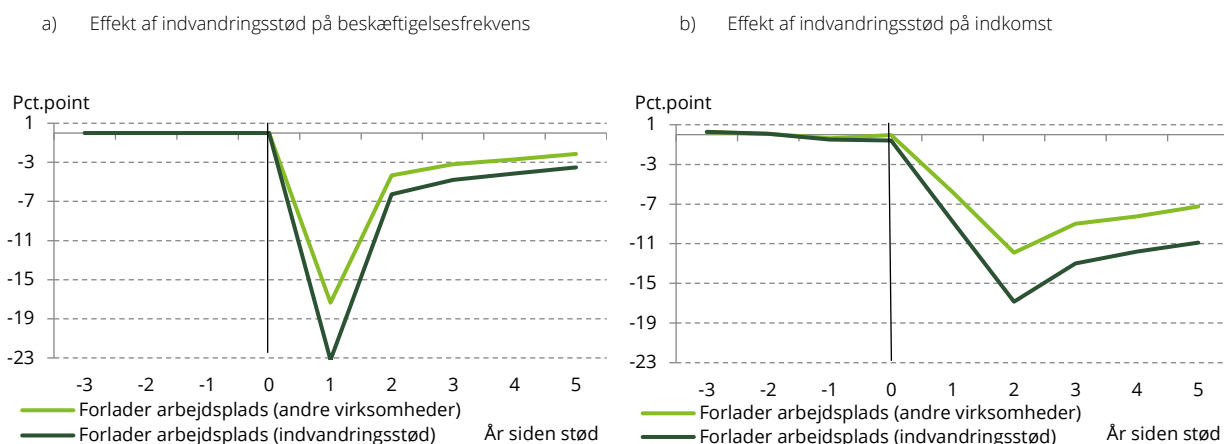 a) Effekt af indvandringsstød på beskæftigelsesfrekvens
Pct.point
1
-3
-7
-11
-15
-19
-23
-3 -2 -1 0 1 2 3 4 5
Forlader arbejdsplads (andre virksomheder)
Forlader arbejdsplads (indvandringsstød)
År siden stød
b) Effekt af indvandringsstød på indkomst
Pct.point
1
-3
-7
-11
-15
-19
-23
-3 -2 -1 0 1 2 3 4 5
Forlader arbejdsplads (andre virksomheder)
Forlader arbejdsplads (indvandringsstød)
År siden stød